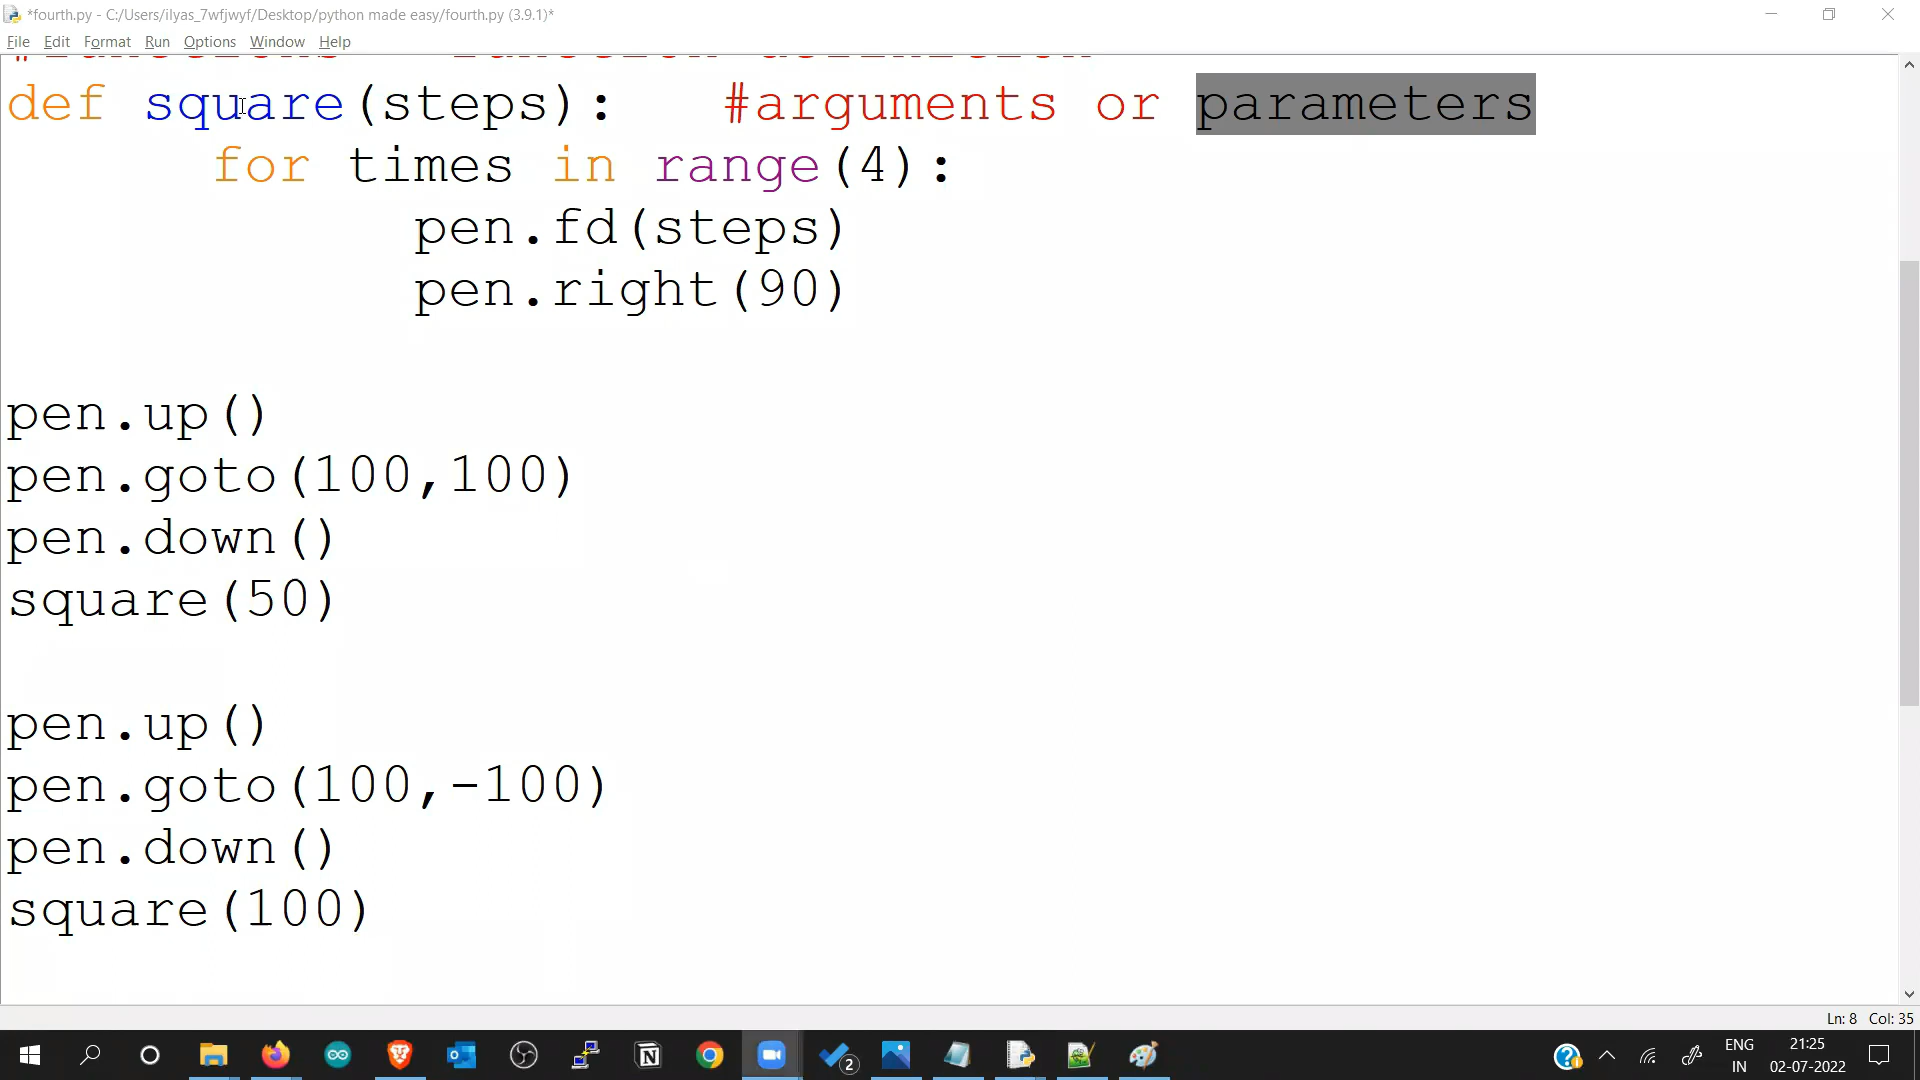 *fourth.py - C:/Users/ilyas_7wfjwyf/Desktop/python made easy/fourth.py (3.9.1)*
File Edit Format Run Options Window Help
def square(steps):   #arguments or parameters
for times in range(4):
pen.fd(steps)
pen.right(90)
pen.up()
pen.goto(100,100)
pen.down()
square(50)
pen.up()
pen.goto(100,-100)
pen.down()
square(100)
Ln: 8 Col: 35
2
ENG
IN
21:25
02-07-2022